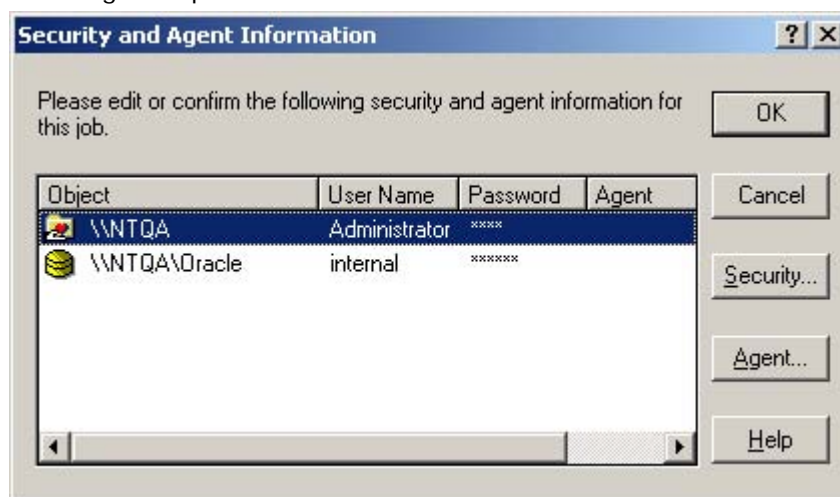 Security and Agent Information
Please edit or confirm the following security and agent information for
this job.
OK
Object User Name Password Agent
Cancel
\\NTQA Administrator ****
\\NTQA\Oracle internal ******
Security...
Agent...
Help